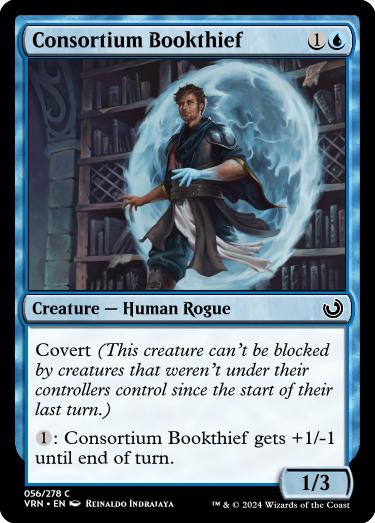 Consortium Bookthief 1
Creature — Human Rogue
Covert (This creature can't be blocked
by creatures that weren't under their
controllers control since the start of their
last turn.)
1: Consortium Bookthief gets +1/-1
until end of turn.
1/3
056/278 C
VRN • EN Reinaldo Indrajaya
™ & © 2024 Wizards of the Coast